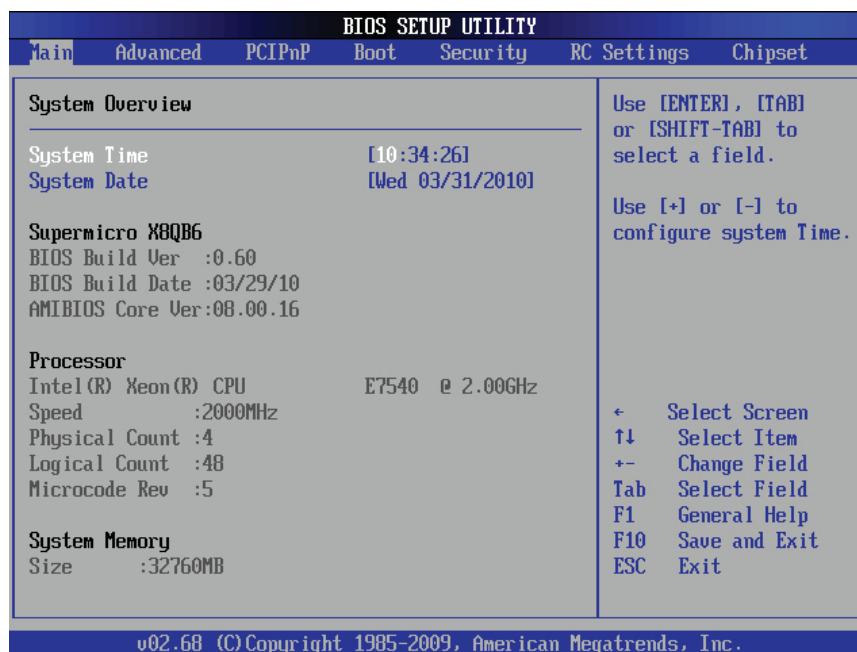 BIOS SETUP UTILITY
Main Advanced PCIPnP Boot Security RC Settings Chipset
System Overview
System Time [10:34:26]
System Date [Wed 03/31/2010]
Supermicro X8QB6
BIOS Build Ver :0.60
BIOS Build Date :03/29/10
AMIBIOS Core Ver:08.00.16
Processor
Intel(R) Xeon(R) CPU E7540 @ 2.00GHz
Speed :2000MHz
Physical Count :4
Logical Count :48
Microcode Rev :5
System Memory
Size :32760MB
Use [ENTER], [TAB]
or [SHIFT-TAB] to
select a field.
Use [+] or [-] to
configure system Time.
← Select Screen
↑↓ Select Item
+- Change Field
Tab Select Field
F1 General Help
F10 Save and Exit
ESC Exit
v02.68 (C)Copyright 1985-2009, American Megatrends, Inc.